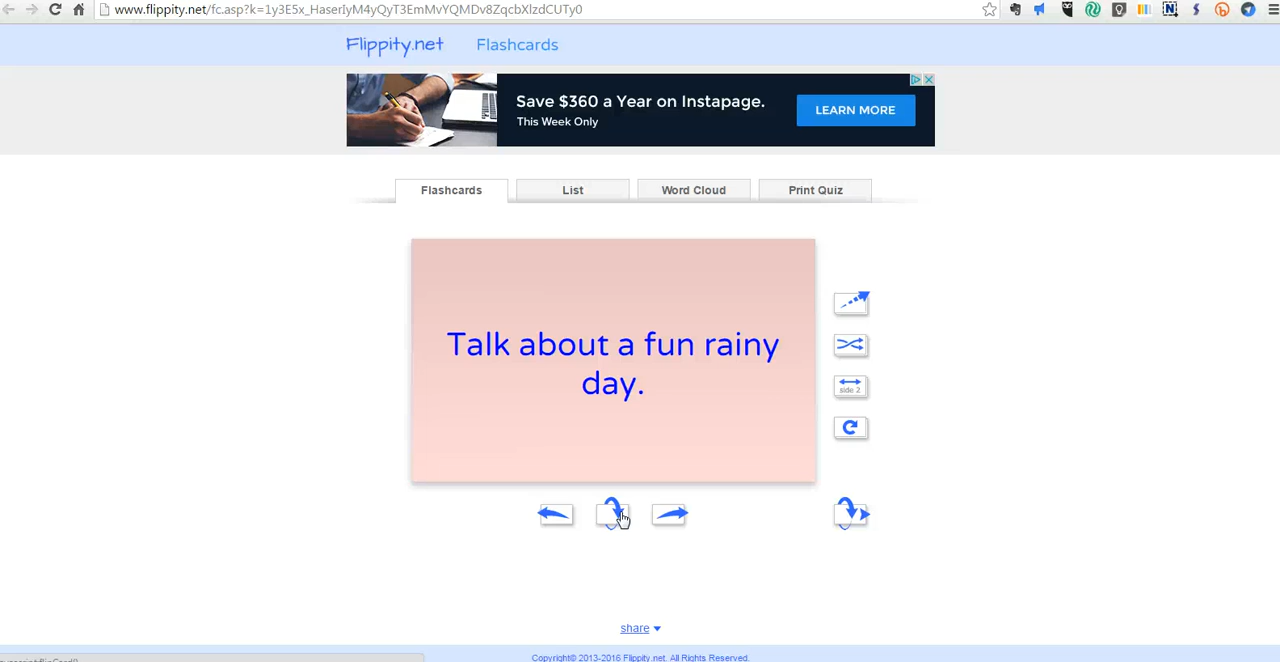 www.flippity.net/fc.asp?k=1y3E5x_HaserIyM4yQyT3EmMvYQMDv8ZqcbXlzdCUTy0
Flippity.net Flashcards
Save $360 a Year on Instapage.
This Week Only
LEARN MORE
Flashcards List Word Cloud Print Quiz
Talk about a fun rainy
day.
side 2
share
Copyright© 2013-2016 Flippity.net. All Rights Reserved.